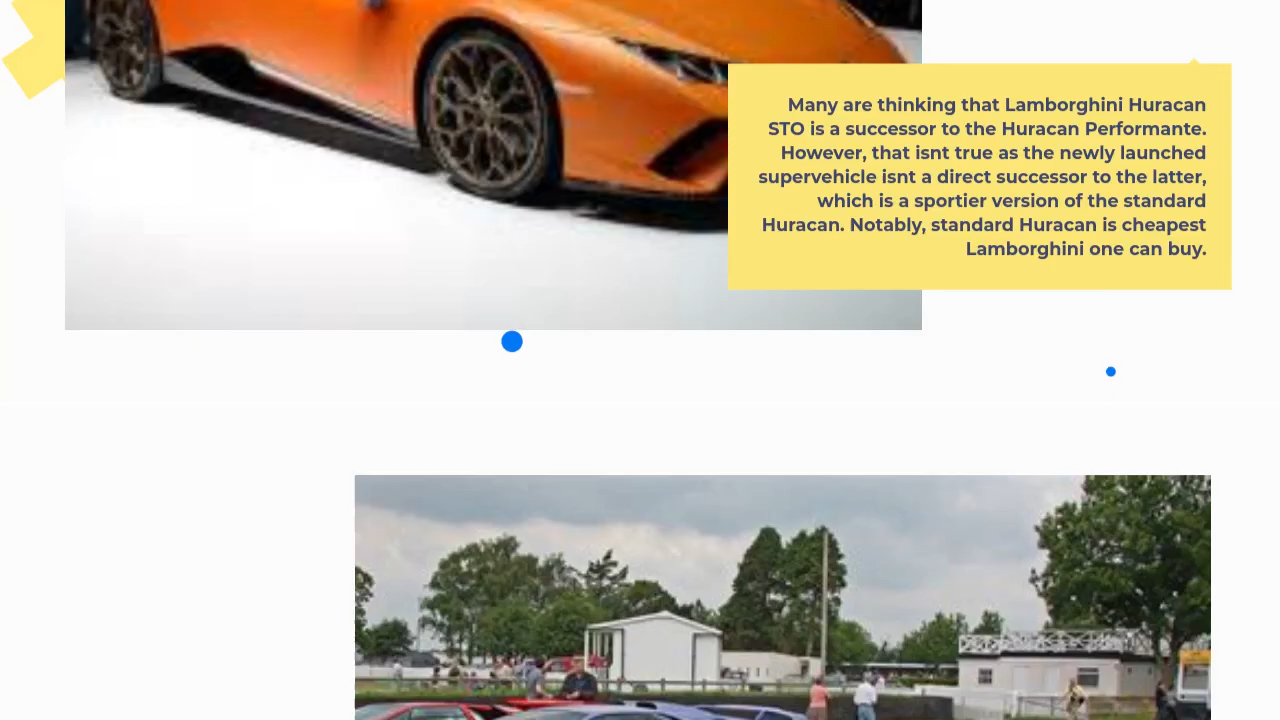 Many are thinking that Lamborghini Huracan
STO is a successor to the Huracan Performante.
However, that isnt true as the newly launched
supervehicle isnt a direct successor to the latter,
which is a sportier version of the standard
Huracan. Notably, standard Huracan is cheapest
Lamborghini one can buy.